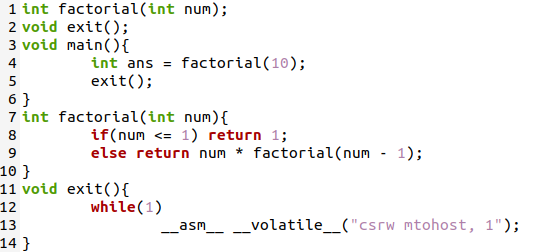 1 int factorial(int num);
2 void exit();
3 void main(){
4         int ans = factorial(10);
5         exit();
6 }
7 int factorial(int num){
8         if(num <= 1) return 1;
9         else return num * factorial(num - 1);
10 }
11 void exit(){
12         while(1)
13                 __asm__ __volatile__("csrw mtohost, 1");
14 }